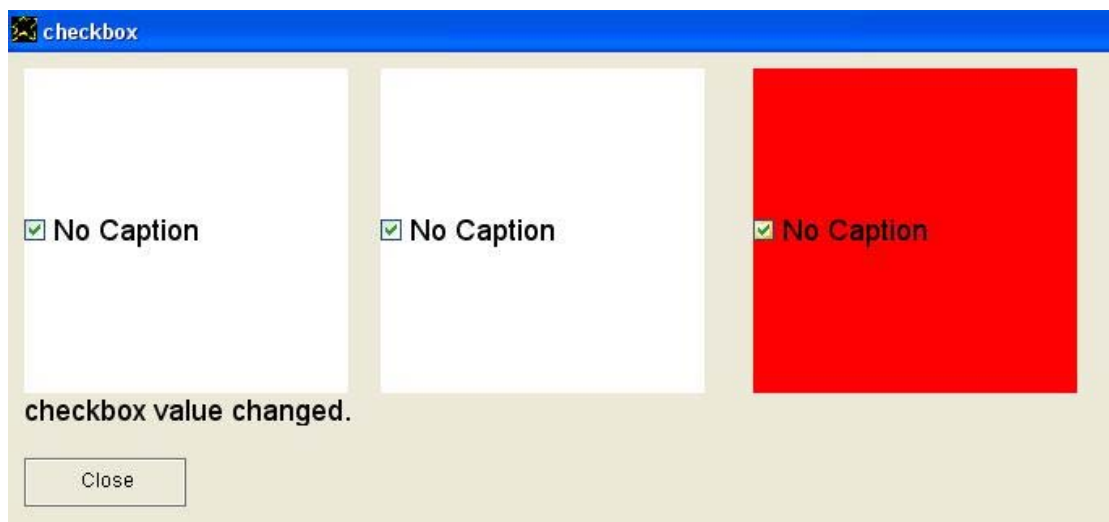 checkbox
No Caption No Caption No Caption
checkbox value changed.
Close